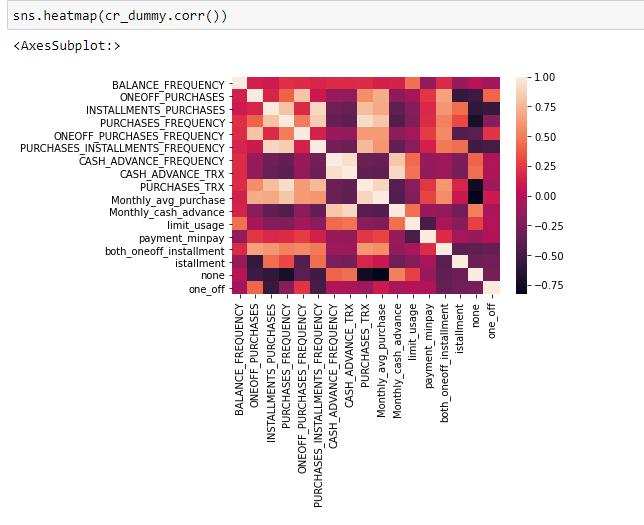 sns.heatmap(cr_dummy.corr())
<AxesSubplot:>
BALANCE_FREQUENCY
ONEOFF_PURCHASES
INSTALLMENTS_PURCHASES
PURCHASES_FREQUENCY
ONEOFF_PURCHASES_FREQUENCY
PURCHASES_INSTALLMENTS_FREQUENCY
CASH_ADVANCE_FREQUENCY
CASH_ADVANCE_TRX
PURCHASES_TRX
Monthly_avg_purchase
Monthly_cash_advance
limit_usage
payment_minpay
both_oneoff_installment
istallment
none
one_off
1.00
0.75
0.50
0.25
0.00
-0.25
-0.50
-0.75
BALANCE_FREQUENCY
ONEOFF_PURCHASES
INSTALLMENTS_PURCHASES
PURCHASES_FREQUENCY
ONEOFF_PURCHASES_FREQUENCY
PURCHASES_INSTALLMENTS_FREQUENCY
CASH_ADVANCE_FREQUENCY
CASH_ADVANCE_TRX
PURCHASES_TRX
Monthly_avg_purchase
Monthly_cash_advance
limit_usage
payment_minpay
both_oneoff_installment
istallment
none
one_off